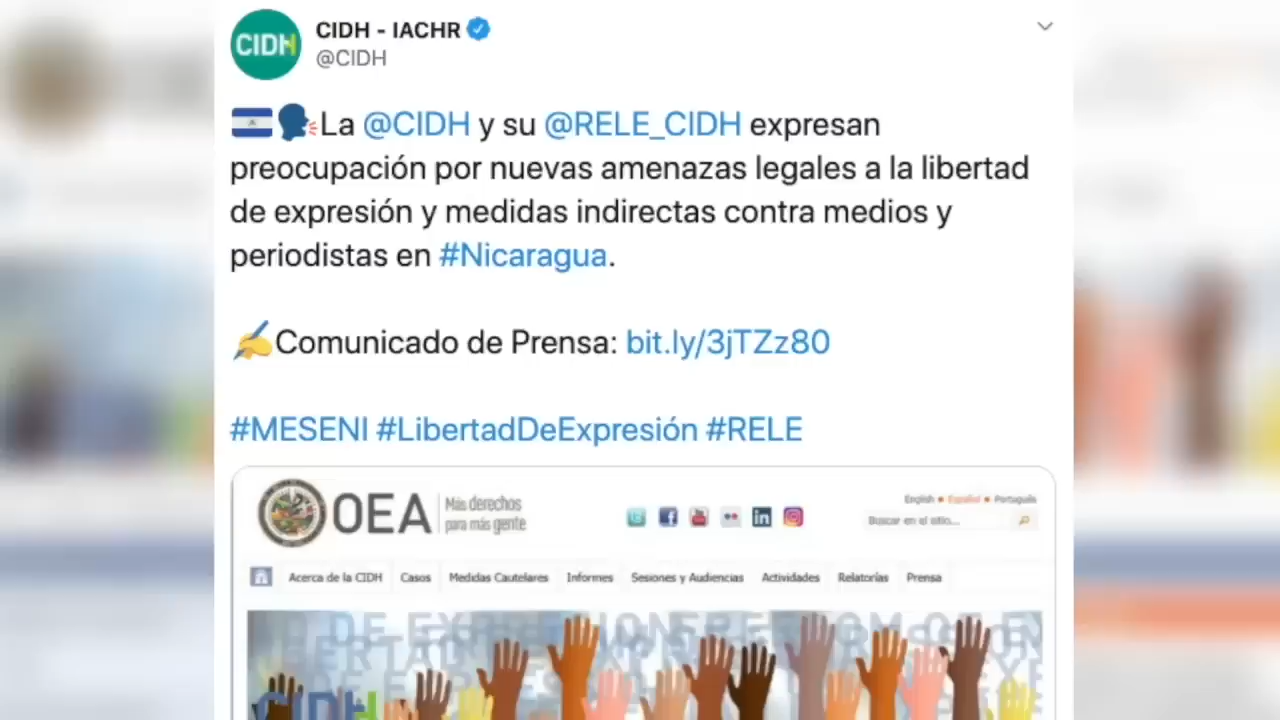 CIDH
CIDH - IACHR
@CIDH
La @CIDH y su @RELE_CIDH expresan
preocupación por nuevas amenazas legales a la libertad
de expresión y medidas indirectas contra medios y
periodistas en #Nicaragua.
Comunicado de Prensa: bit.ly/3jTZz80
#MESENI #LibertadDeExpresión #RELE
OEA
Más derechos
para más gente
English Español Português
Buscar en el sitio...
Acerca de la CIDH Casos Medidas Cautelares Informes Sesiones y Audiencias Actividades Relatorías Prensa
CIDH